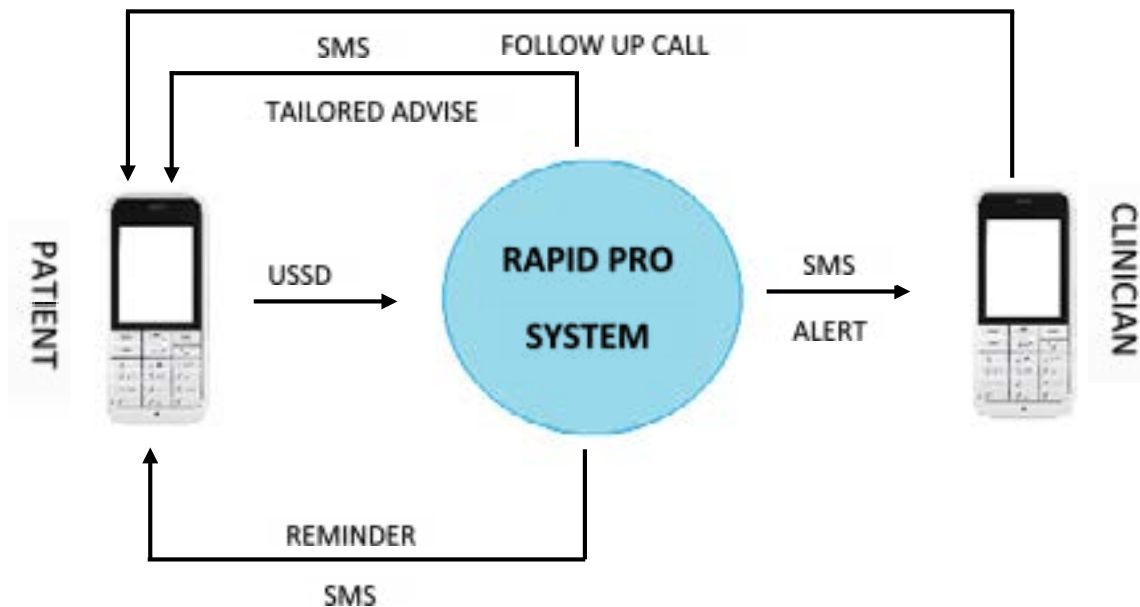 SMS
FOLLOW UP CALL
TAILORED ADVISE
PATIENT
USSD
RAPID PRO
SYSTEM
SMS
ALERT
CLINICIAN
REMINDER
SMS